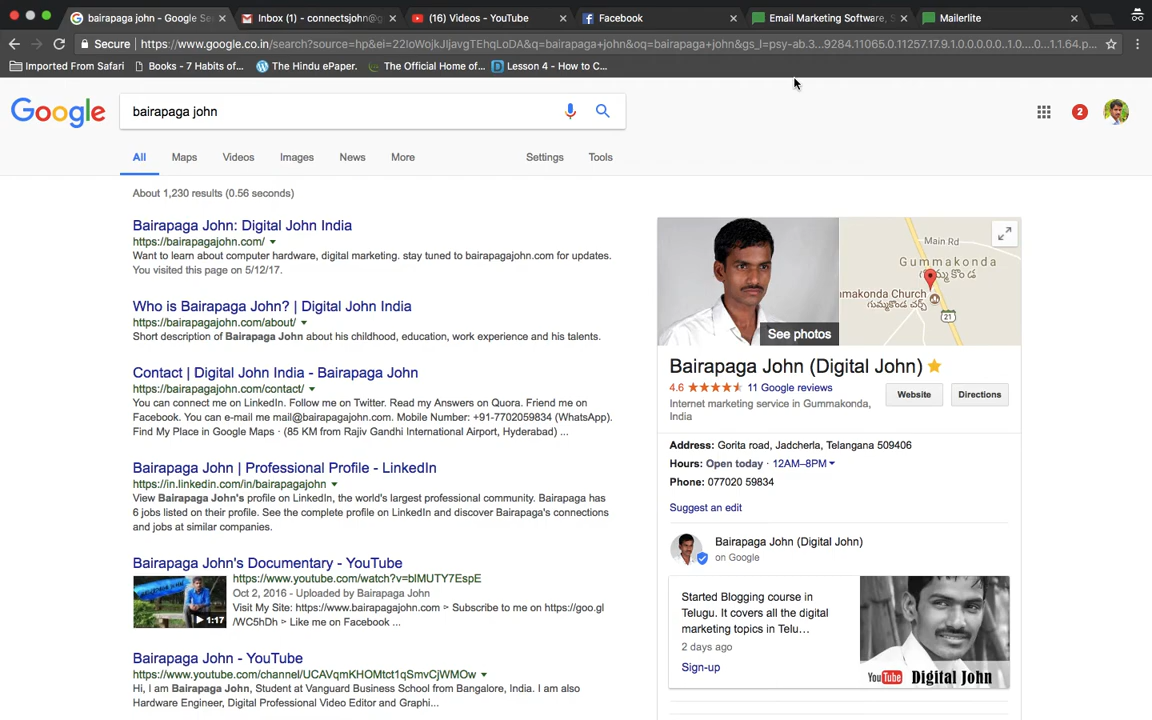 bairapaga john - Google Se
Inbox (1) - connectsjohn@g
(16) Videos - YouTube
Facebook
Email Marketing Software, S
Mailerlite
Secure
https://www.google.co.in/search?source=hp&ei=22IoWojkJIjavgTEhqLoDA&q=bairapaga+john&oq=bairapaga+john&gs_l=psy-ab.3...9284.11065.0.11257.17.9.1.0.0.0.0..1.0....0...1.1.64.p...
Imported From Safari
Books - 7 Habits of...
The Hindu ePaper.
The Official Home of...
Lesson 4 - How to C...
Google
bairapaga john
2
All
Maps
Videos
Images
News
More
Settings
Tools
About 1,230 results (0.56 seconds)
Bairapaga John: Digital John India
https://bairapagajohn.com/
Want to learn about computer hardware, digital marketing. stay tuned to bairapagajohn.com for updates.
You visited this page on 5/12/17.
Who is Bairapaga John? | Digital John India
https://bairapagajohn.com/about/
Short description of Bairapaga John about his childhood, education, work experience and his talents.
Contact | Digital John India - Bairapaga John
https://bairapagajohn.com/contact/
You can connect me on LinkedIn. Follow me on Twitter. Read my Answers on Quora. Friend me on
Facebook. You can e-mail me mail@bairapagajohn.com. Mobile Number: +91-7702059834 (WhatsApp).
Find My Place in Google Maps · (85 KM from Rajiv Gandhi International Airport, Hyderabad) ...
Bairapaga John | Professional Profile - LinkedIn
https://in.linkedin.com/in/bairapagajohn
View Bairapaga John's profile on LinkedIn, the world's largest professional community. Bairapaga has
6 jobs listed on their profile. See the complete profile on LinkedIn and discover Bairapaga's connections
and jobs at similar companies.
Bairapaga John's Documentary - YouTube
https://www.youtube.com/watch?v=blMUTY7EspE
1:17
Oct 2, 2016 - Uploaded by Bairapaga John
Visit My Site: https://www.bairapagajohn.com ➢ Subscribe to me on https://goo.gl
/WC5hDh ➢ Like me on Facebook ...
Bairapaga John - YouTube
https://www.youtube.com/channel/UCAVqmKHOMtct1qSmvCjWMOw
Hi, I am Bairapaga John, Student at Vanguard Business School from Bangalore, India. I am also
Hardware Engineer, Digital Professional Video Editor and Graphi...
See photos
Main Rd
Gummakonda
గుమ్మకొండ
mmakonda Church
గుమ్మకొండ చర్చ్
21
Bairapaga John (Digital John)
4.6
11 Google reviews
Internet marketing service in Gummakonda,
India
Website
Directions
Address: Gorita road, Jadcherla, Telangana 509406
Hours: Open today · 12AM–8PM
Phone: 077020 59834
Suggest an edit
Bairapaga John (Digital John)
on Google
Started Blogging course in
Telugu. It covers all the digital
marketing topics in Telu...
2 days ago
Sign-up
YouTube Digital John